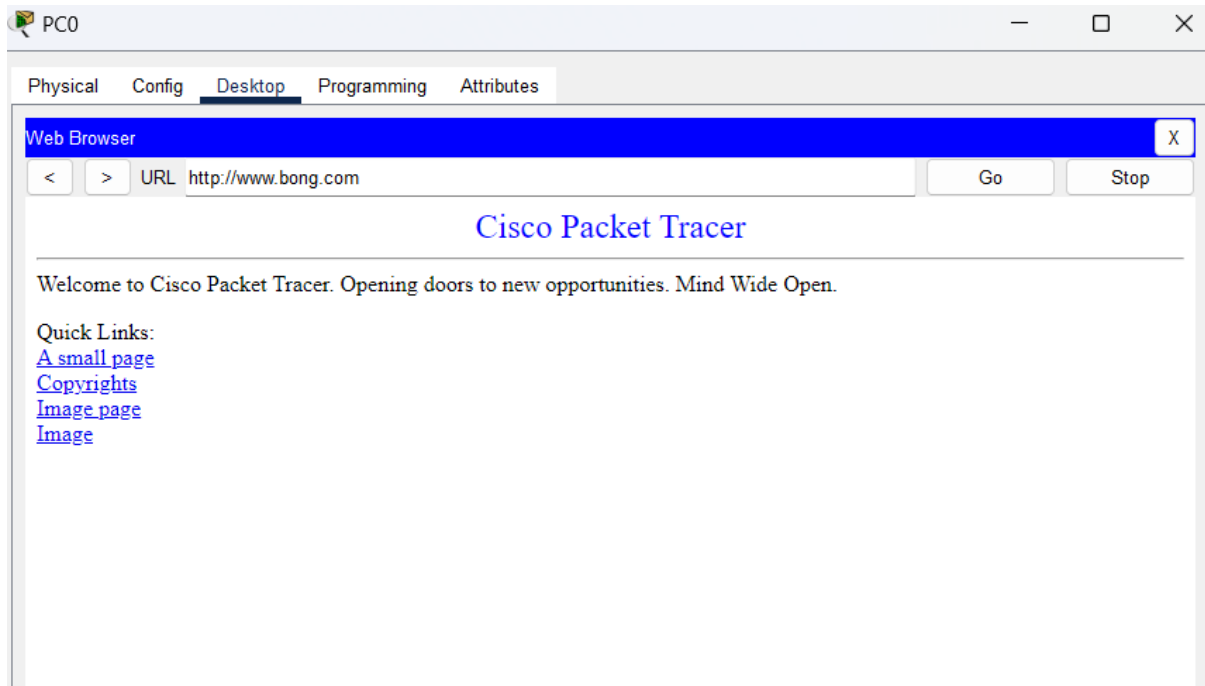 PC0
Physical Config Desktop Programming Attributes
Web Browser X
< > URL http://www.bong.com Go Stop
Cisco Packet Tracer
Welcome to Cisco Packet Tracer. Opening doors to new opportunities. Mind Wide Open.
Quick Links:
A small page
Copyrights
Image page
Image